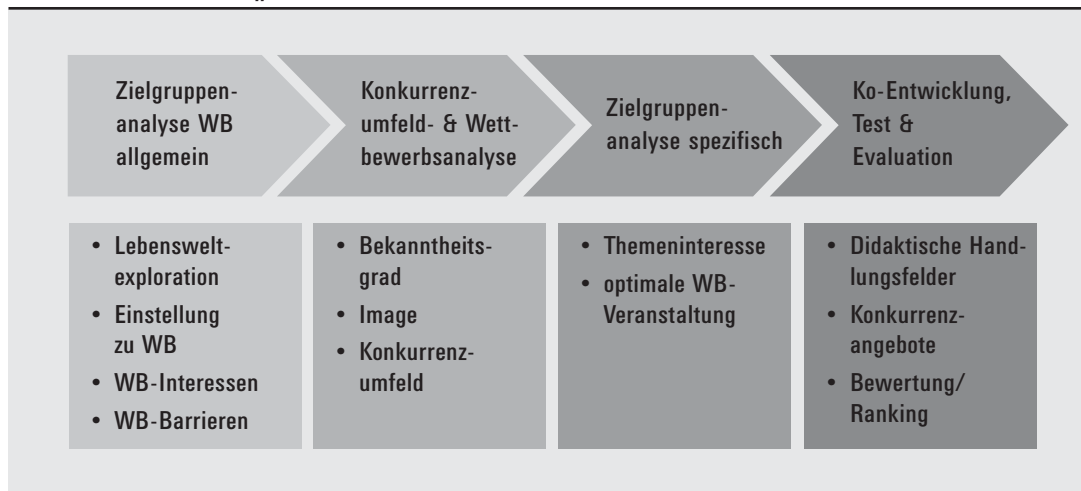 Zielgruppen-
analyse WB
allgemein
Konkurrenz-
umfeld- & Wett-
bewerbsanalyse
Zielgruppen-
analyse spezifisch
Ko-Entwicklung,
Test &
Evaluation
• Lebenswelt-
exploration
• Einstellung
zu WB
• WB-Interessen
• WB-Barrieren
• Bekanntheits-
grad
• Image
• Konkurrenz-
umfeld
• Themeninteresse
• optimale WB-
Veranstaltung
• Didaktische Hand-
lungsfelder
• Konkurrenz-
angebote
• Bewertung/
Ranking